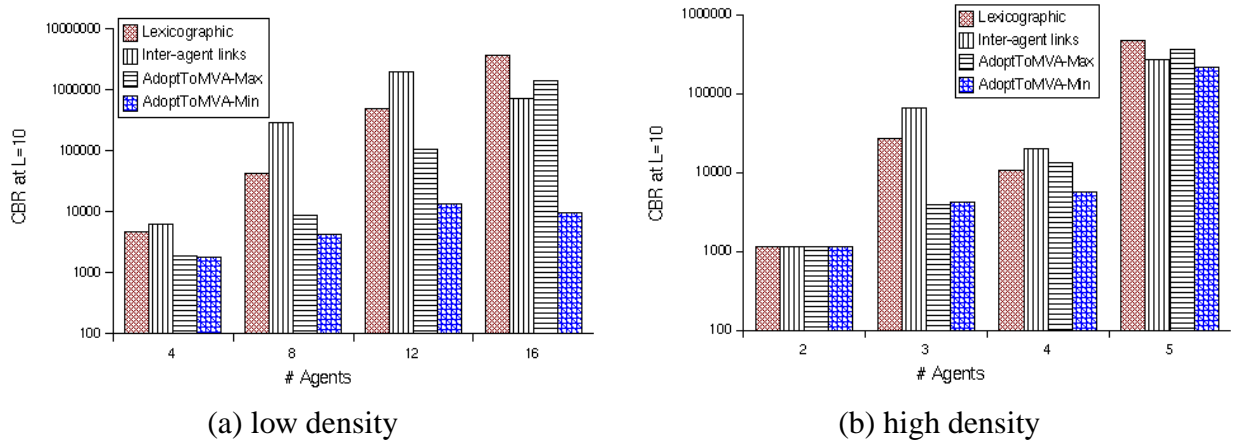 10000000
1000000
100000
10000
1000
100
CBR at L=10
Lexicographic
Inter-agent links
AdoptToMVA-Max
AdoptToMVA-Min
4 8 12 16
# Agents
(a) low density
1000000
100000
10000
1000
100
CBR at L=10
Lexicographic
Inter-agent links
AdoptToMVA-Max
AdoptToMVA-Min
2 3 4 5
# Agents
(b) high density